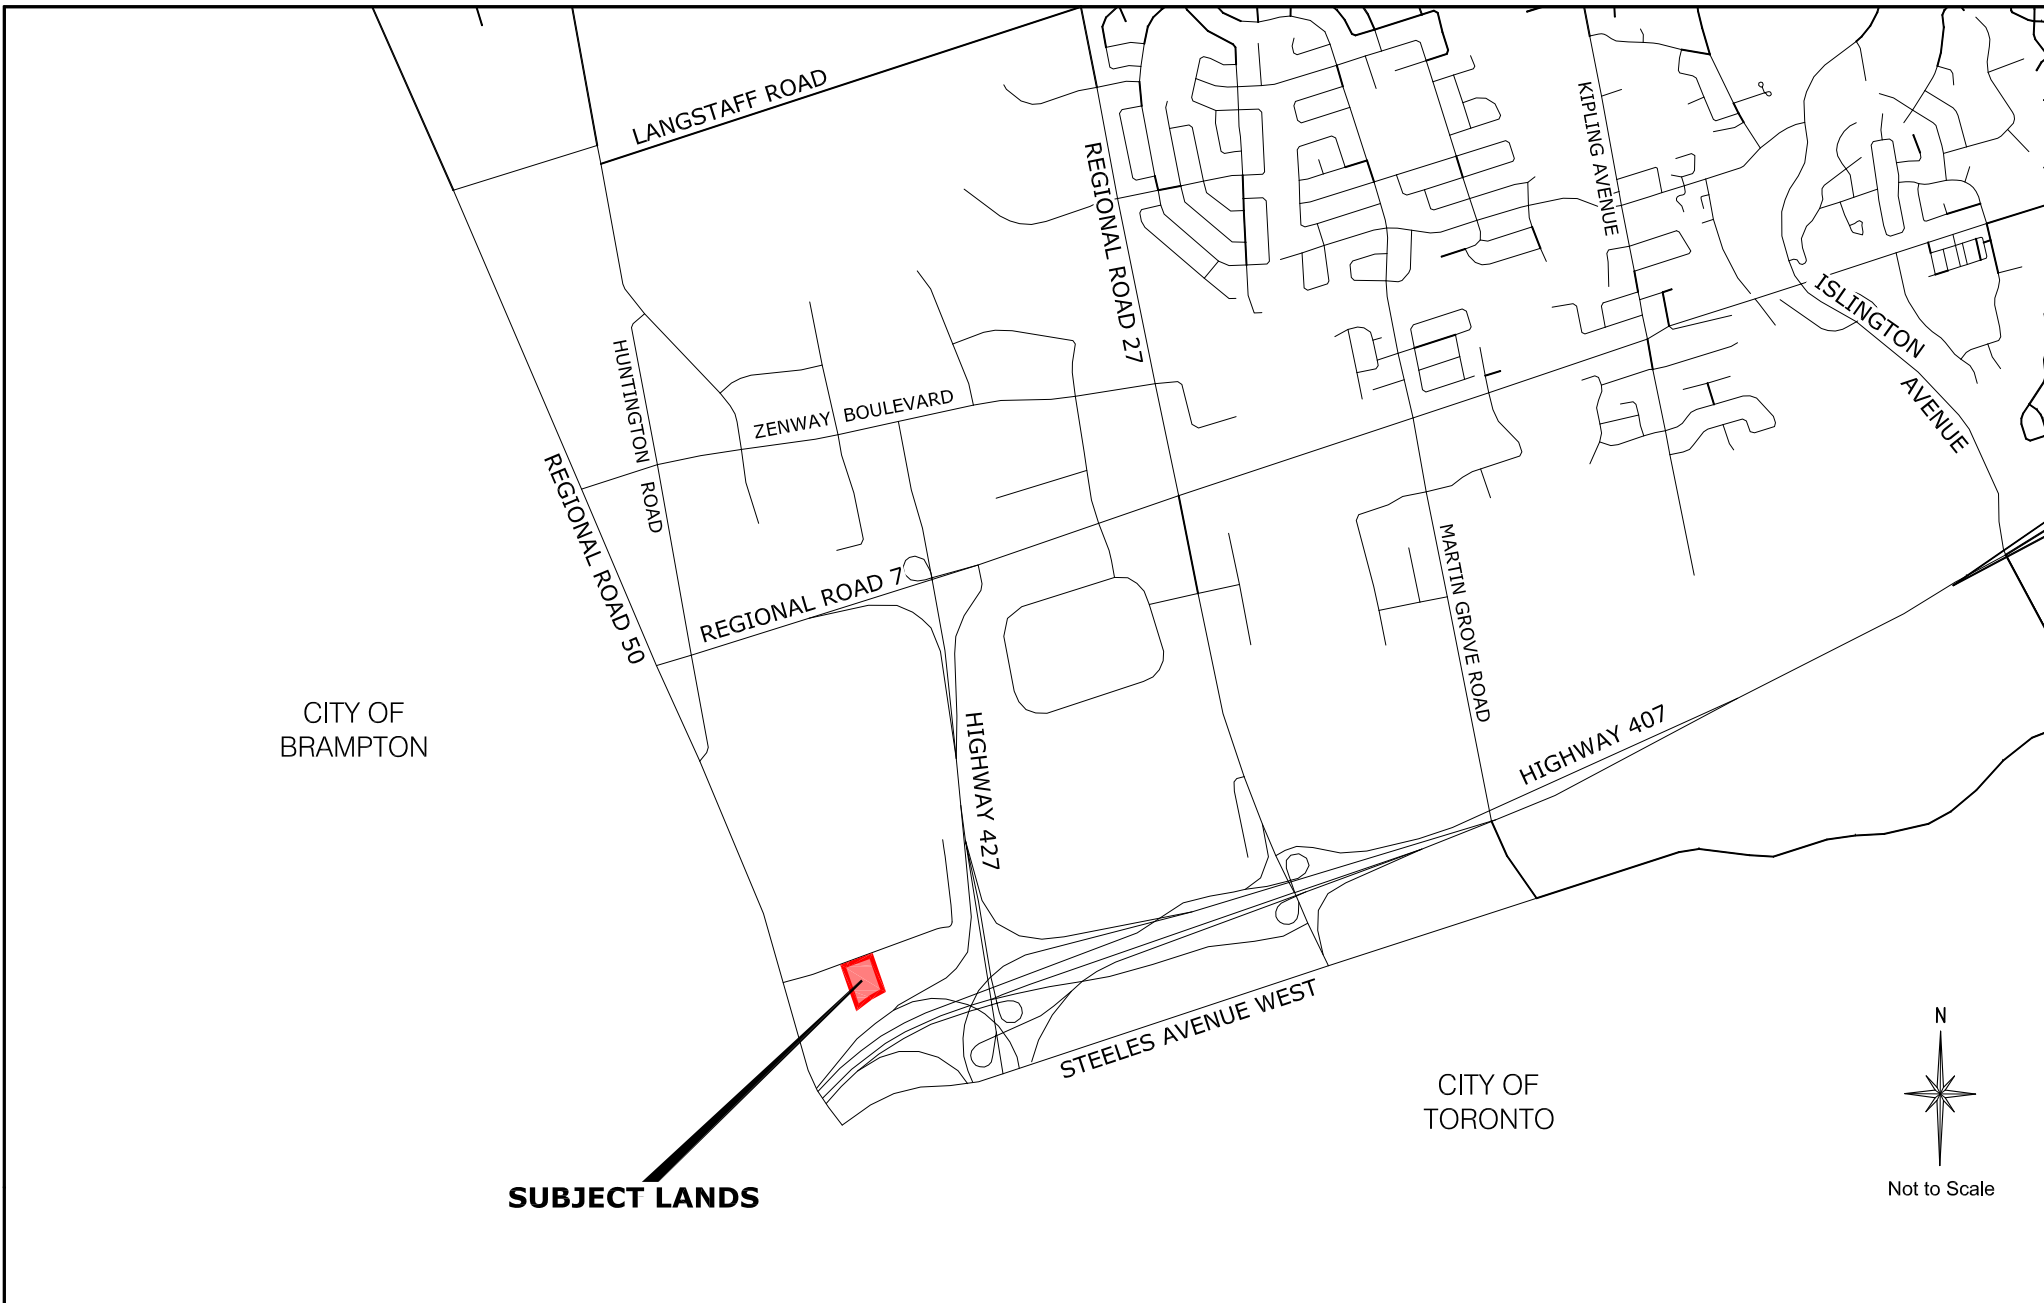 LANGSTAFF ROAD
KIPLING AVENUE
REGIONAL ROAD 27
ISLINGTON
AVENUE
HUNTINGTON ROAD
ZENWAY BOULEVARD
REGIONAL ROAD 50
REGIONAL ROAD 7
MARTIN GROVE ROAD
CITY OF
BRAMPTON
HIGHWAY 427
HIGHWAY 407
STEELES AVENUE WEST
CITY OF
TORONTO
N
Not to Scale
SUBJECT LANDS